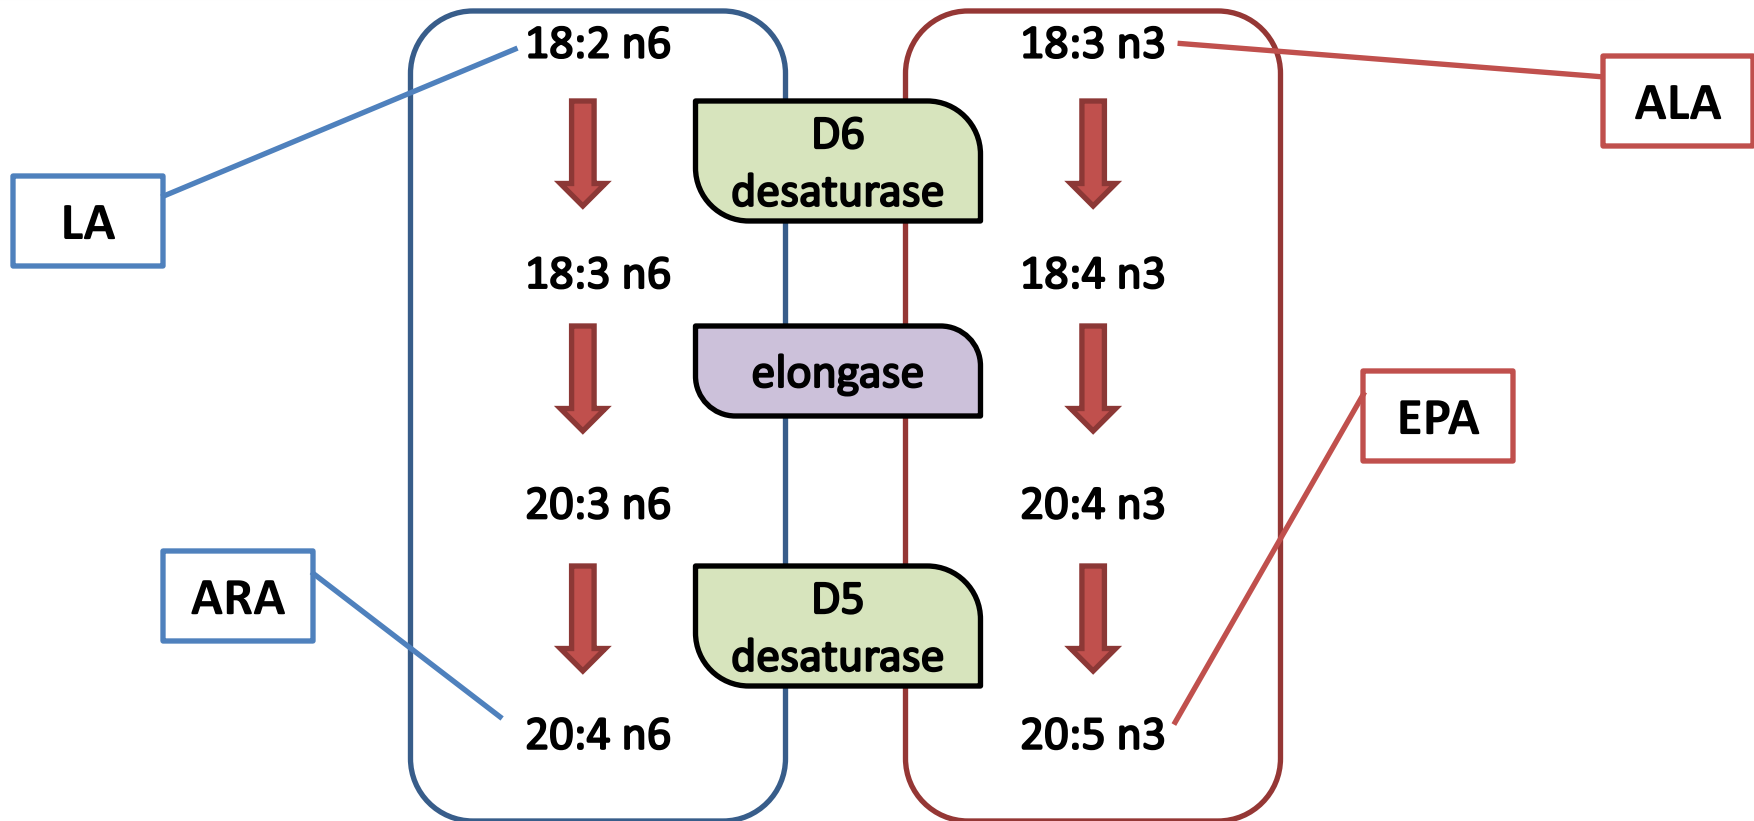 18:2 n6
18:3 n3
ALA
D6
desaturase
LA
18:3 n6
18:4 n3
elongase
EPA
20:3 n6
20:4 n3
ARA
D5
desaturase
20:4 n6
20:5 n3